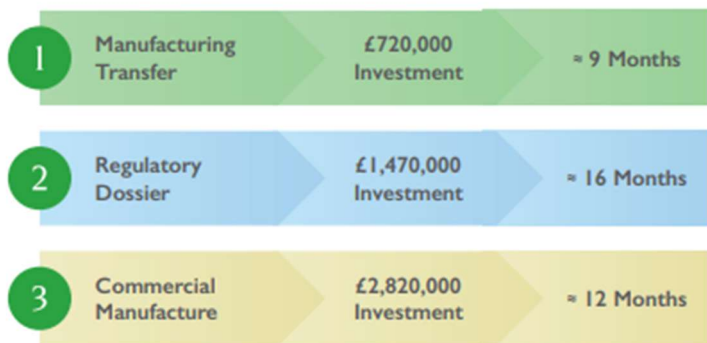 1
Manufacturing
Transfer
£720,000
Investment
≈ 9 Months
2
Regulatory
Dossier
£1,470,000
Investment
≈ 16 Months
3
Commercial
Manufacture
£2,820,000
Investment
≈ 12 Months